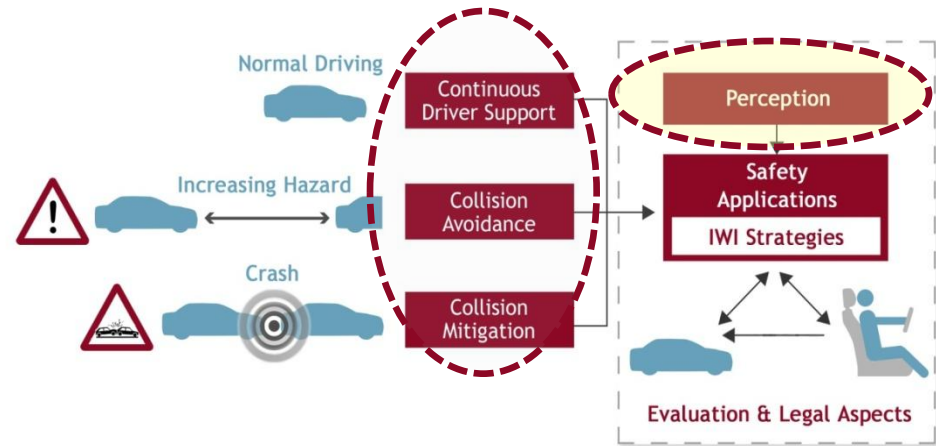 Normal Driving
Continuous
Driver Support
Perception
Increasing Hazard
!
Collision
Avoidance
Safety
Applications
IWI Strategies
Crash
Collision
Mitigation
Evaluation & Legal Aspects